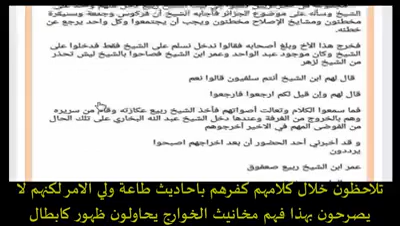 الشيخ وسأله على موضوع الجزائر فأجابه الشيخ أن فركوس وجمعة وسنيقرة
مخطئون ومشايخ الإصلاح مخطئون ويجب أن يجتمعوا وكل واحد يرجع عن
خطئه.
فخرج هذا الأخ وبلغ أصحابه فقالوا ندخل نسلم على الشيخ فقط فدخلوا على
الشيخ وكان موجود عبد الواحد وعمر ابن الشيخ فصاحوا بالشيخ ليش تحذر
من الشيخ لزهر
قال لهم ابن الشيخ أنتم سلفيون قالوا نعم
قال لهم وإن قيل لكم ارجعوا فارجعوا
فما سمعوا الكلام وتعالت أصواتهم فأخذ الشيخ ربيع عكازته وقام من سريره
وهم بالخروج من الغرفة وعندها دخل الشيخ عبد الله البخاري على تلك الحال
من الفوضى المهم في الاخير أخرجوهم
و قد أخبرني أحد الحضور أن بعد اخراجهم اصبحوا
يرددون
عمر ابن الشيخ ربيع صعفوق
تلاحظون خلال كلامهم كفرهم باحاديث طاعة ولي الامر لكنهم لا
يصرحون بهذا فهم مخانيث الخوارج يحاولون ظهور كابطال